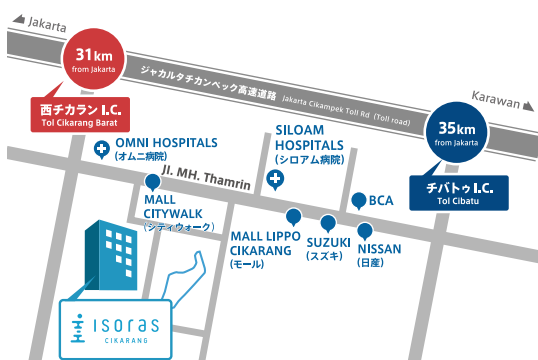 Jakarta
31km
from Jakarta
ジャカルタチカンペック高速道路 Jakarta Cikampek Toll Rd (Toll road)
Karawan
西チカラン I.C.
Tol Cikarang Barat
35km
from Jakarta
チバトゥ I.C.
Tol Cibatu
OMNI HOSPITALS
(オムニ病院)
SILOAM
HOSPITALS
(シロアム病院)
Jl. MH. Thamrin
MALL
CITYWALK
(シティウォーク)
BCA
MALL LIPPO
CIKARANG
(モール)
SUZUKI
(スズキ)
NISSAN
(日産)
isoras
CIKARANG